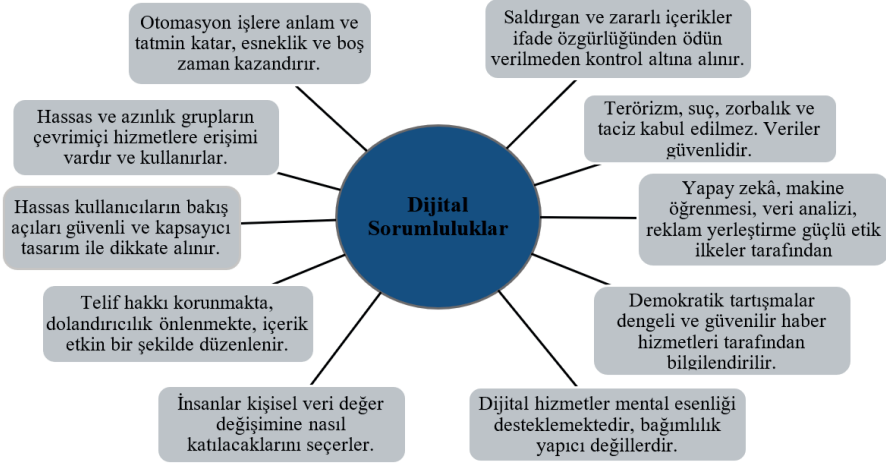 Otomasyon işlere anlam ve
tatmin katar, esneklik ve boş
zaman kazandırır.
Saldırgan ve zararlı içerikler
ifade özgürlüğünden ödün
verilmeden kontrol altına alınır.
Hassas ve azınlık grupların
çevrimiçi hizmetlere erişimi
vardır ve kullanırlar.
Terörizm, suç, zorbalık ve
taciz kabul edilmez. Veriler
güvenlidir.
Dijital
Sorumluluklar
Hassas kullanıcıların bakış
açıları güvenli ve kapsayıcı
tasarım ile dikkate alınır.
Yapay zekâ, makine
öğrenmesi, veri analizi,
reklam yerleştirme güçlü etik
ilkeler tarafından
Telif hakkı korunmakta,
dolandırıcılık önlenmekte, içerik
etkin bir şekilde düzenlenir.
Demokratik tartışmalar
dengeli ve güvenilir haber
hizmetleri tarafından
bilgilendirilir.
İnsanlar kişisel veri değer
değişimine nasıl
katılacaklarını seçerler.
Dijital hizmetler mental esenliği
desteklemektedir, bağımlılık
yapıcı değillerdir.